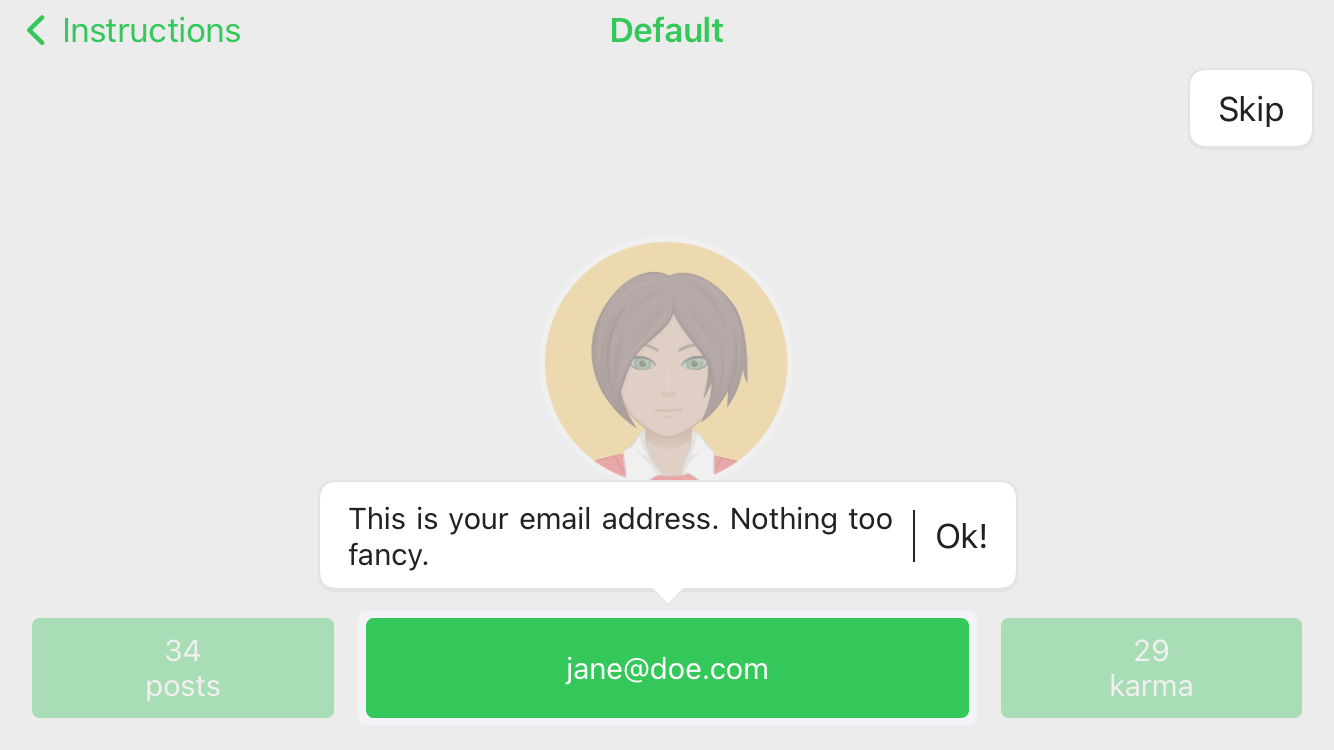 Instructions
Default
Skip
This is your email address. Nothing too
fancy.
Ok!
34
posts
jane@doe.com
29
karma